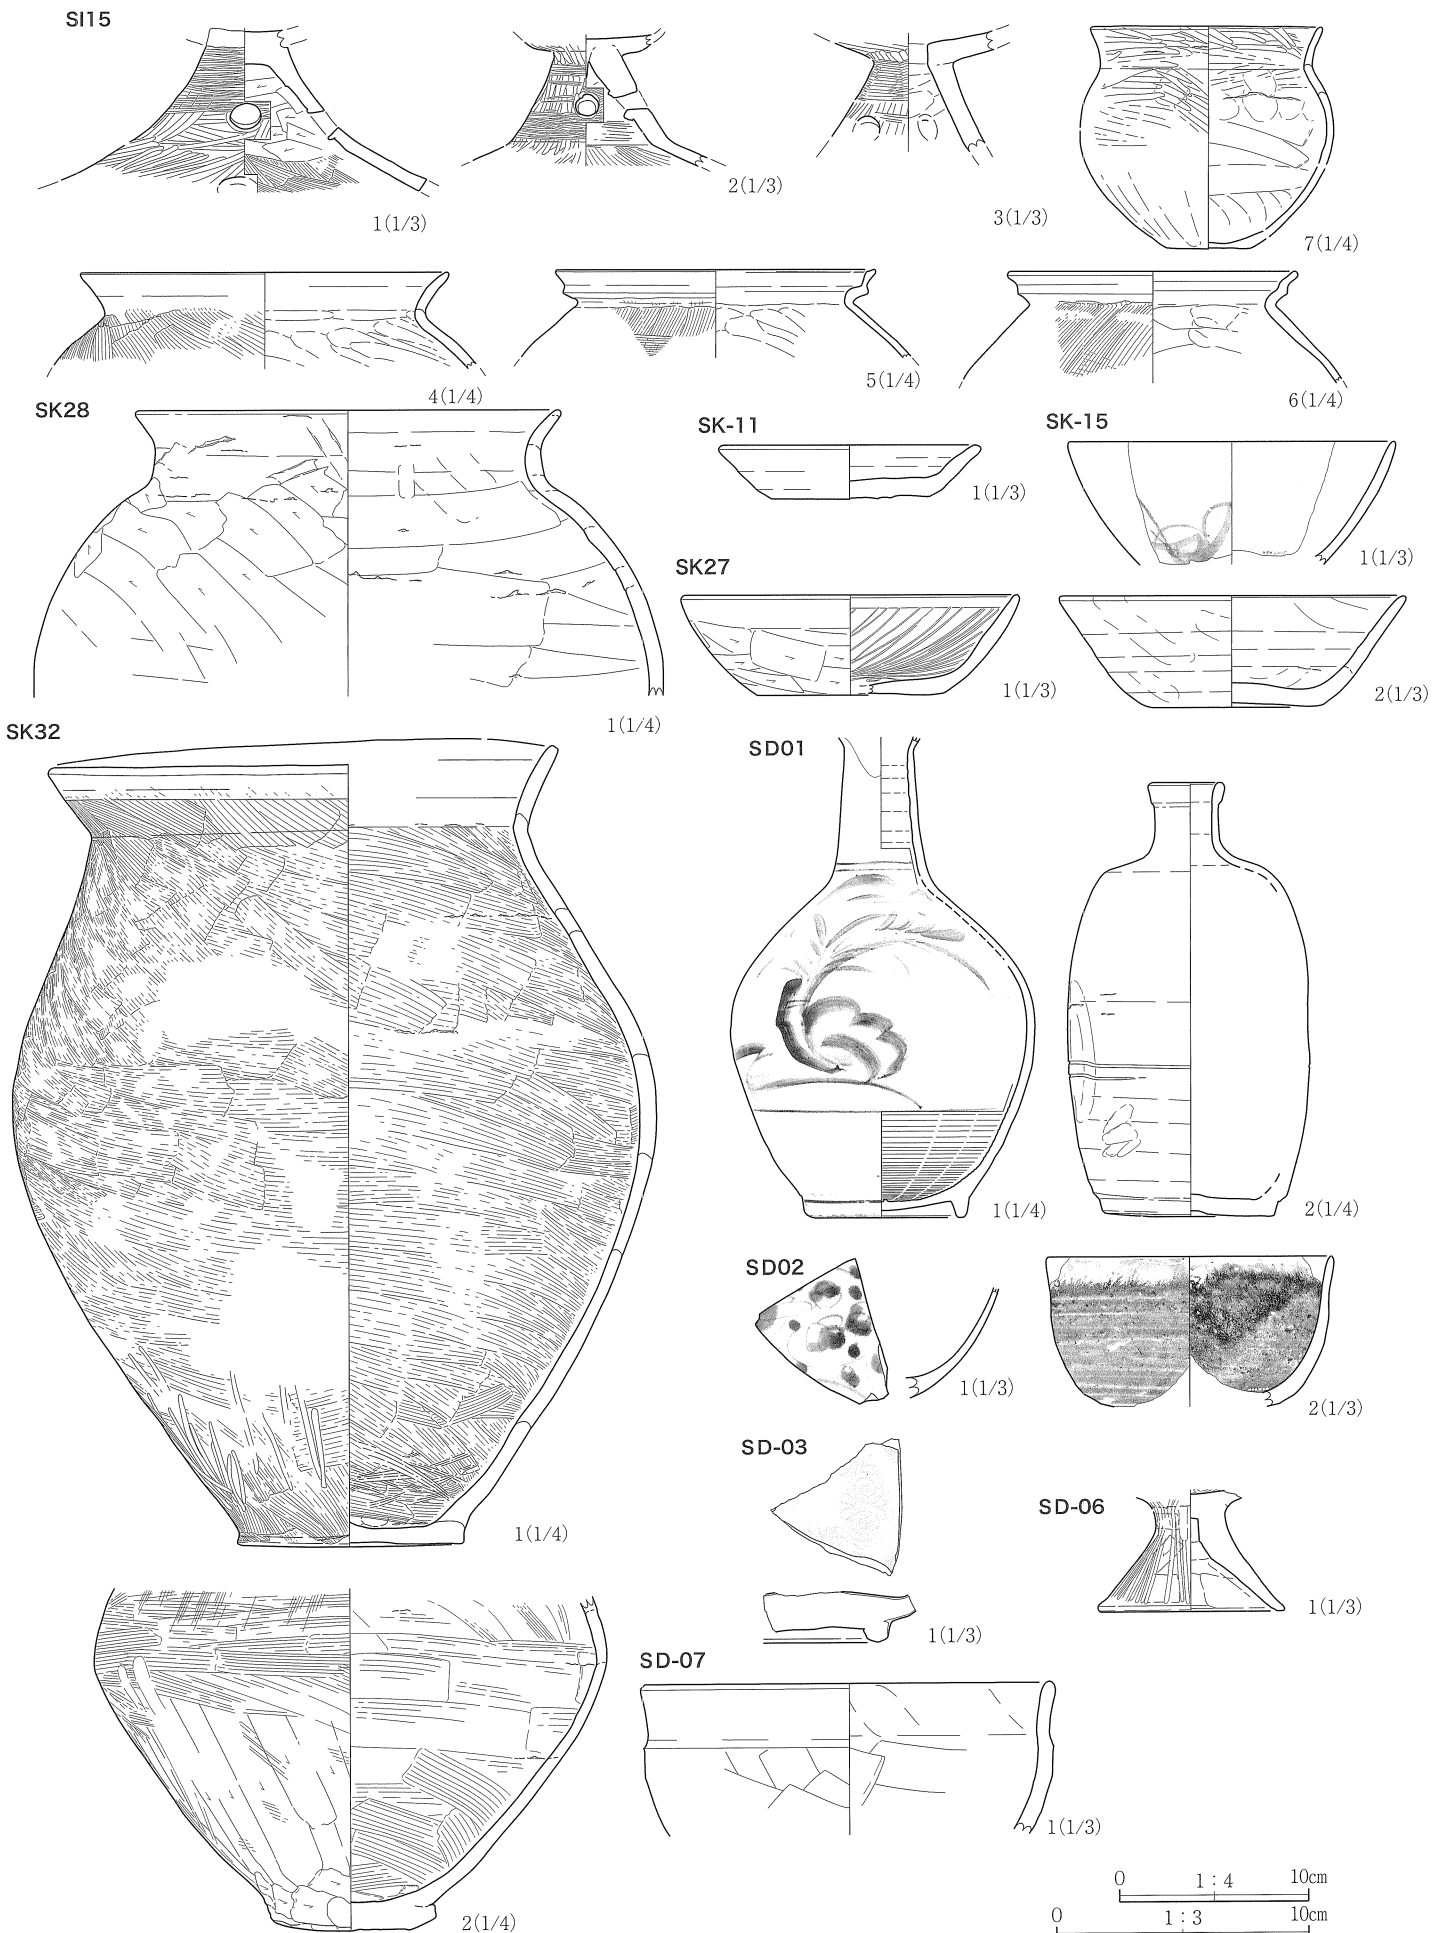 SI15
1(1/3)
2(1/3)
3(1/3)
7(1/4)
4(1/4)
5(1/4)
6(1/4)
SK28
1(1/4)
SK-11
1(1/3)
SK-15
1(1/3)
SK27
1(1/3)
2(1/3)
SK32
1(1/4)
2(1/4)
SD01
1(1/4)
2(1/4)
SD02
1(1/3)
2(1/3)
SD-03
1(1/3)
SD-06
1(1/3)
SD-07
1(1/3)
0 1:4 10cm
0 1:3 10cm